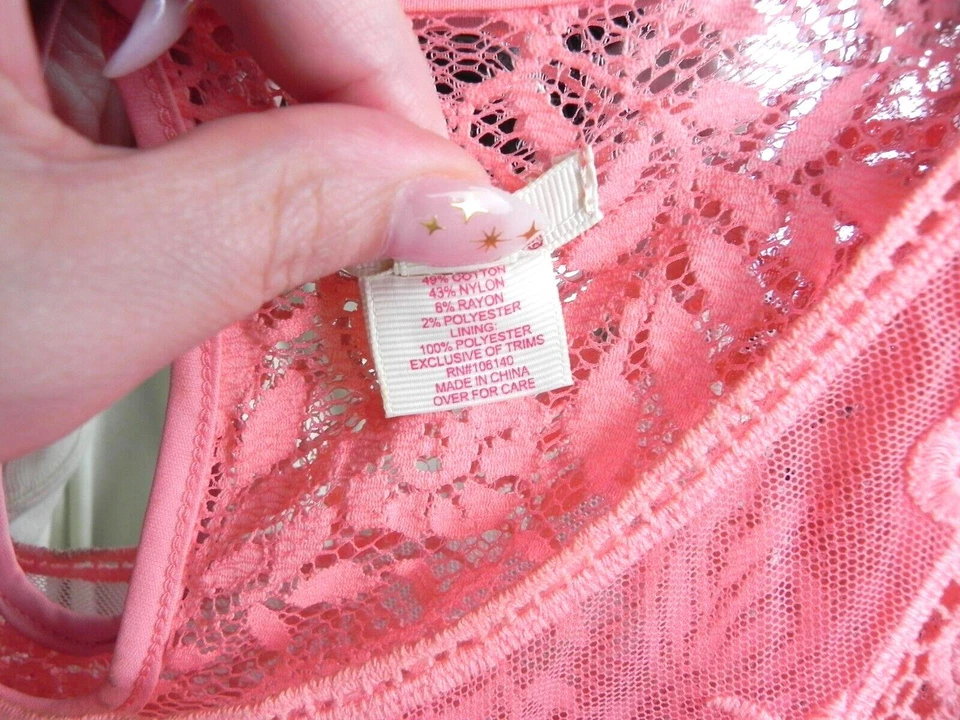 49% COTTON
43% NYLON
8% RAYON
2% POLYESTER
LINING:
100% POLYESTER
EXCLUSIVE OF TRIMS
RN#106140
MADE IN CHINA
OVER FOR CARE